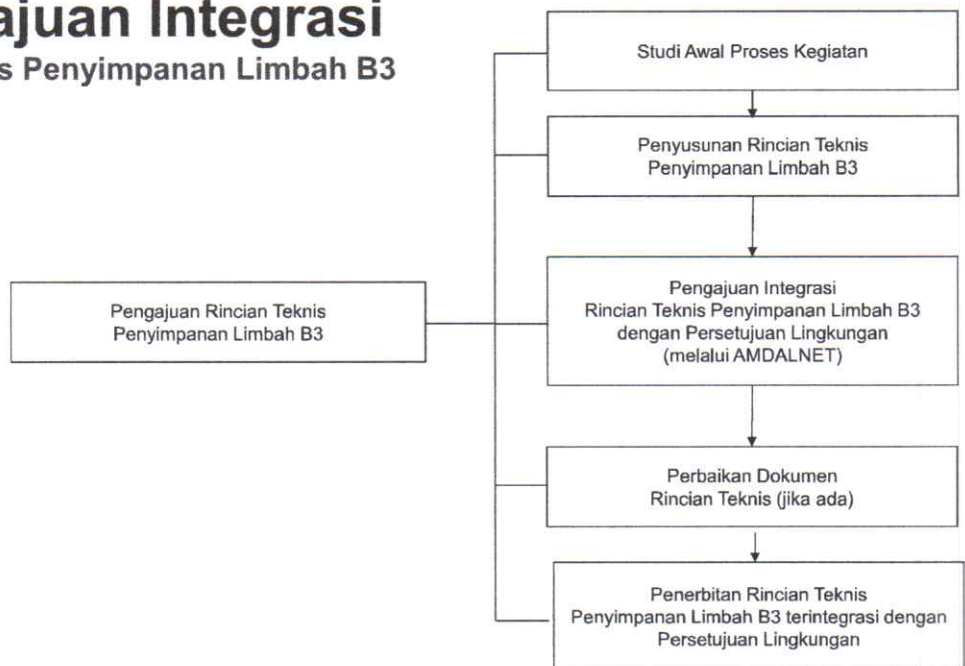 ajuan Integrasi
s Penyimpanan Limbah B3
Studi Awal Proses Kegiatan
Penyusunan Rincian Teknis
Penyimpanan Limbah B3
Pengajuan Rincian Teknis
Penyimpanan Limbah B3
Pengajuan Integrasi
Rincian Teknis Penyimpanan Limbah B3
dengan Persetujuan Lingkungan
(melalui AMDALNET)
Perbaikan Dokumen
Rincian Teknis (jika ada)
Penerbitan Rincian Teknis
Penyimpanan Limbah B3 terintegrasi dengan
Persetujuan Lingkungan